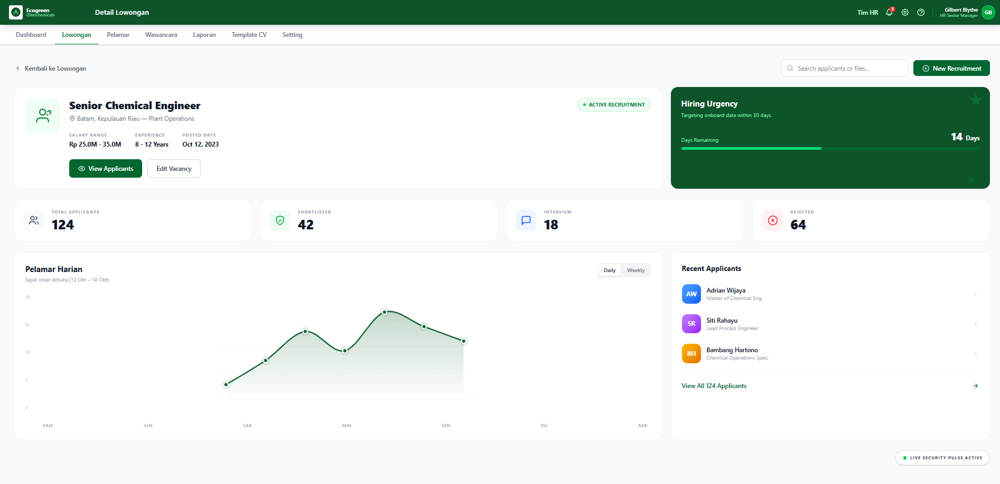 Ecogreen
Oleochemicals
Detail Lowongan
Tim HR
3
Gilbert Blythe
HR Senior Manager
GB
Dashboard
Lowongan
Pelamar
Wawancara
Laporan
Template CV
Setting
Kembali ke Lowongan
Search applicants or files...
New Recruitment
Senior Chemical Engineer
Batam, Kepulauan Riau — Plant Operations
ACTIVE RECRUITMENT
SALARY RANGE
Rp 25.0M - 35.0M
EXPERIENCE
8 - 12 Years
POSTED DATE
Oct 12, 2023
View Applicants
Edit Vacancy
Hiring Urgency
Targeting onboard date within 30 days.
Days Remaining
14 Days
TOTAL APPLICANTS
124
SHORTLISTED
42
INTERVIEW
18
REJECTED
64
Pelamar Harian
Sejak loker dibuka (12 Okt – 18 Okt)
Daily
Weekly
20
15
10
5
0
KAM
JUM
SAB
MIN
SEN
SEL
RAB
Recent Applicants
AW
Adrian Wijaya
Master of Chemical Eng.
SR
Siti Rahayu
Lead Process Engineer
BH
Bambang Hartono
Chemical Operations Spec.
View All 124 Applicants
LIVE SECURITY PULSE ACTIVE